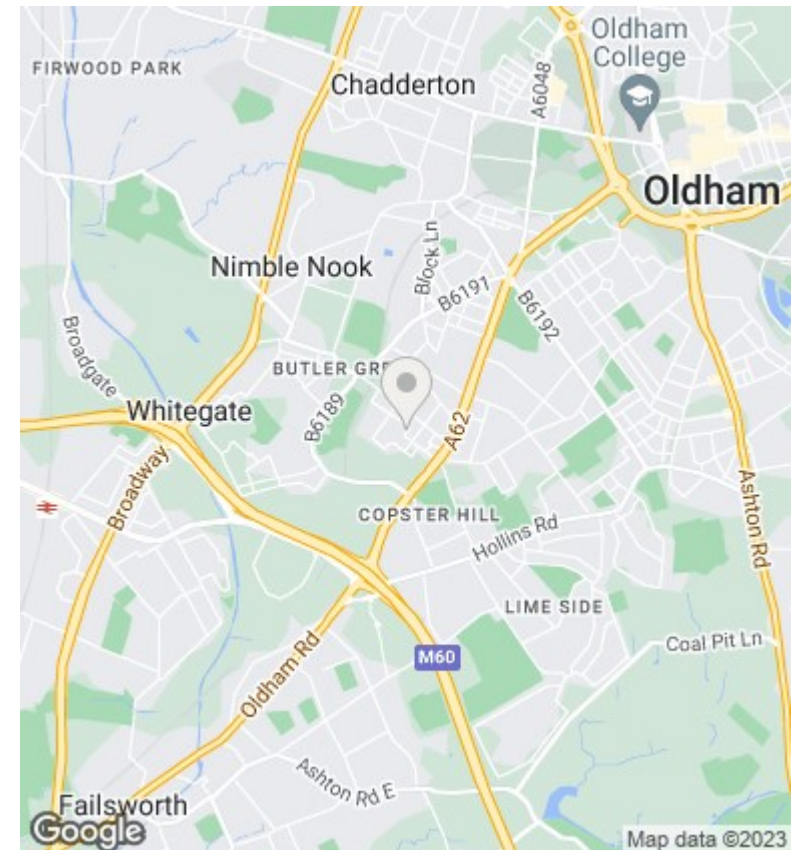 Oldham
College
FIRWOOD PARK
Chadderton
A6048
Oldham
Block Ln
Nimble Nook
B6191
B6192
Broadgate
BUTLER GRE
Whitegate
B6189
A62
Broadway
COPSTER HILL
Hollins Rd
Ashton Rd
LIME SIDE
Coal Pit Ln
M60
Oldham Rd
Ashton Rd E
Failsworth
Google
Map data ©2023